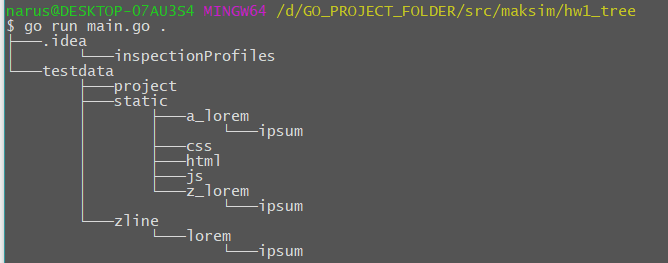 narus@DESKTOP-07AU3S4 MINGW64 /d/GO_PROJECT_FOLDER/src/maksim/hw1_tree
$ go run main.go .
├───.idea
│	└───inspectionProfiles
└───testdata
	├───project
	├───static
	│	├───a_lorem
	│	│	└───ipsum
	│	├───css
	│	├───html
	│	├───js
	│	└───z_lorem
	│		└───ipsum
	└───zline
		└───lorem
			└───ipsum